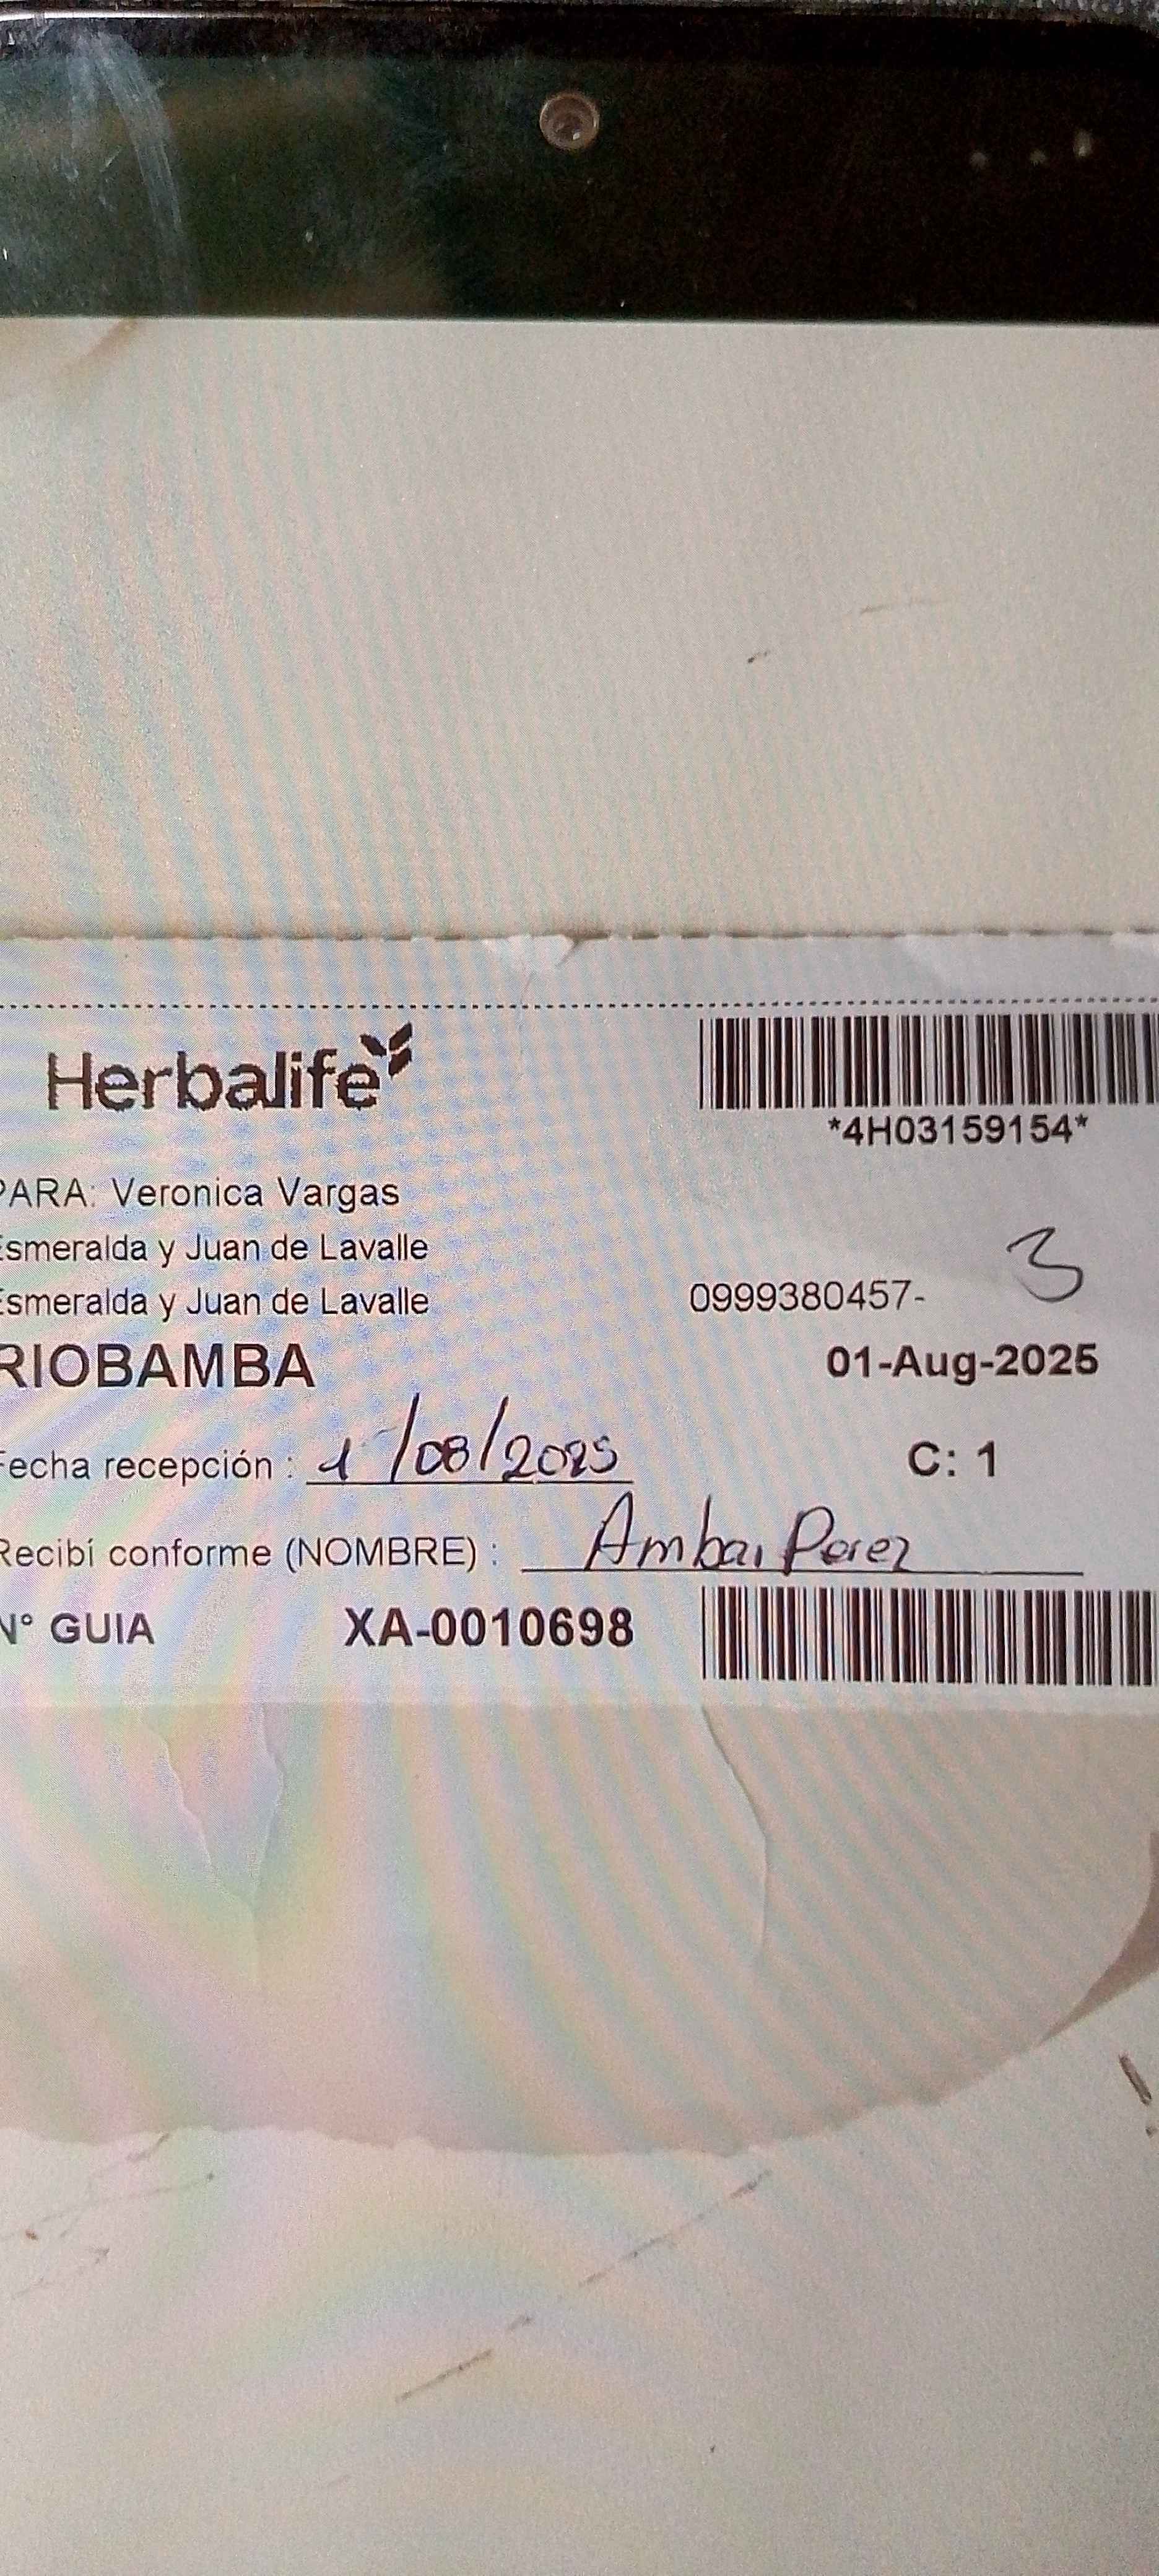 Herbalife
*4H03159154*
PARA: Veronica Vargas
Esmeralda y Juan de Lavalle
3
Esmeralda y Juan de Lavalle 0999380457-
RIOBAMBA 01-Aug-2025
Fecha recepción : 1/08/2025 C: 1
Recibí conforme (NOMBRE) : Ambar Perez
N° GUIA XA-0010698